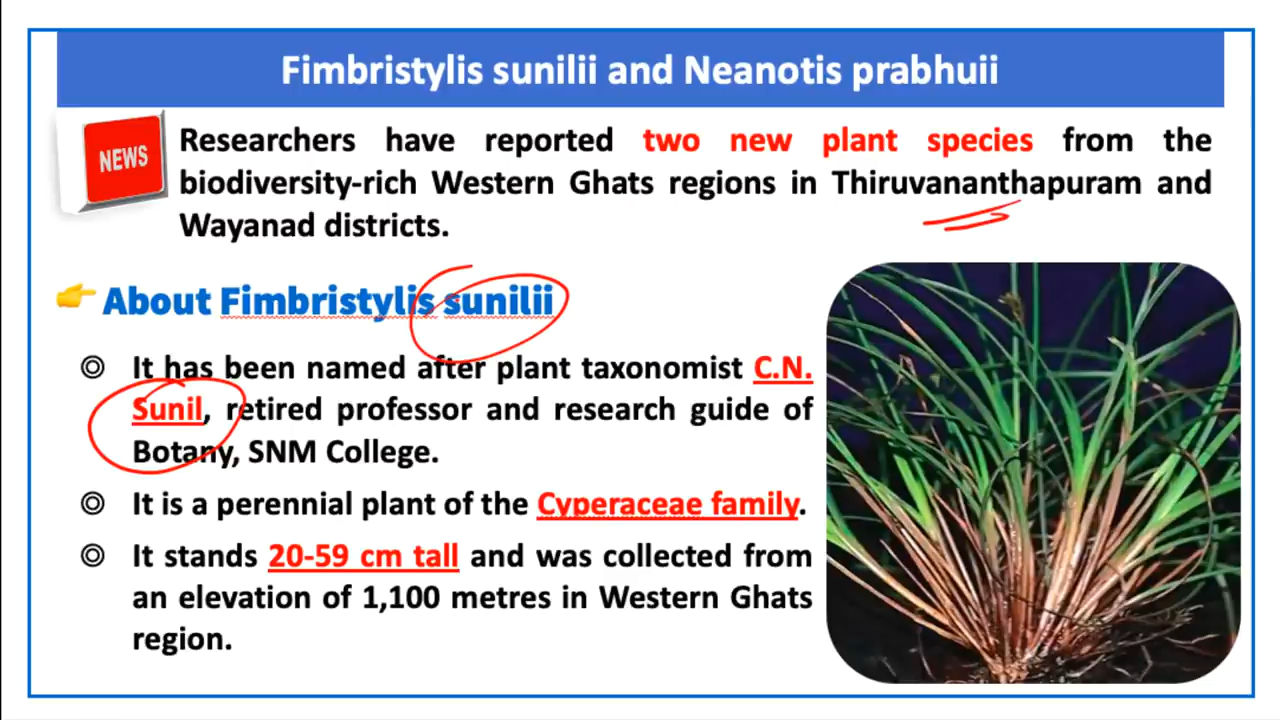 Fimbristylis sunilii and Neanotis prabhuii
NEWS
Researchers have reported two new plant species from the
biodiversity-rich Western Ghats regions in Thiruvananthapuram and
Wayanad districts.
About Fimbristylis sunilii
It has been named after plant taxonomist C.N.
Sunil, retired professor and research guide of
Botany, SNM College.
It is a perennial plant of the Cyperaceae family.
It stands 20-59 cm tall and was collected from
an elevation of 1,100 metres in Western Ghats
region.